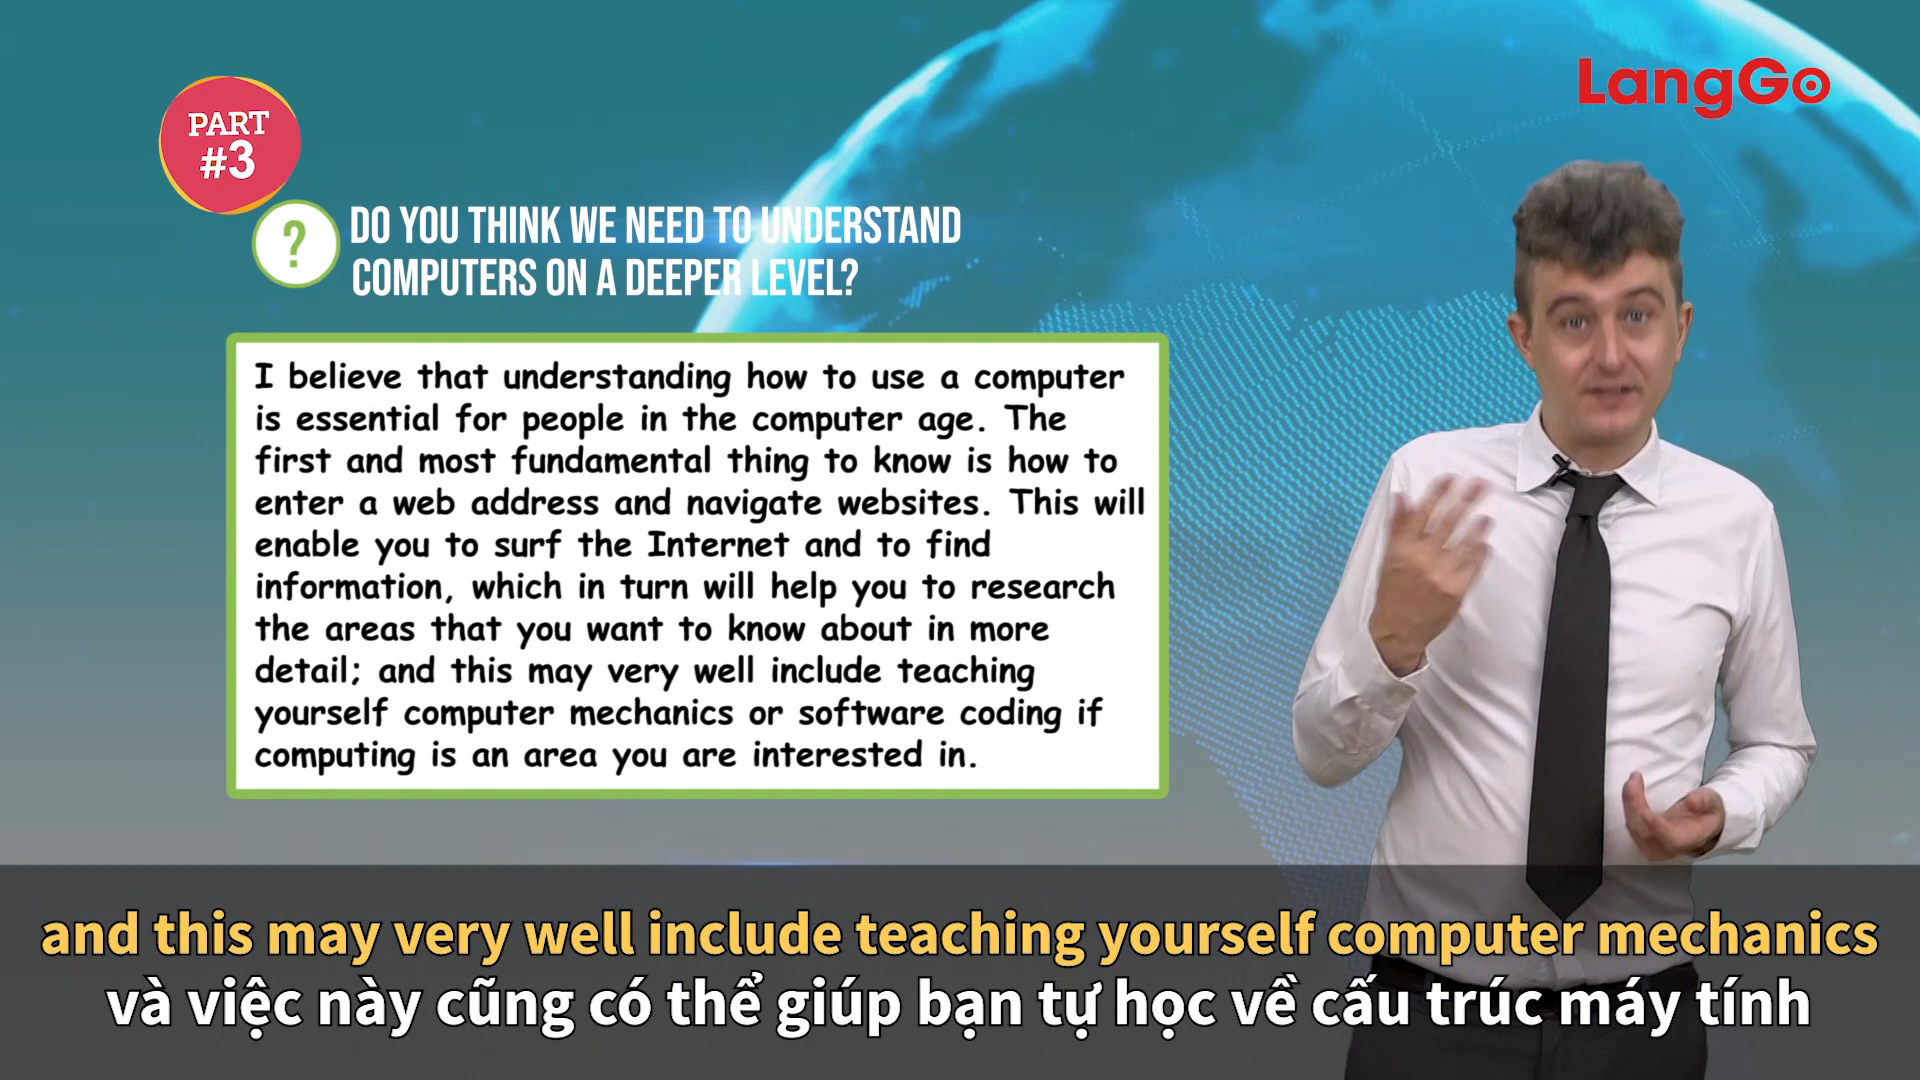 LangGo
PART
#3
?
DO YOU THINK WE NEED TO UNDERSTAND
COMPUTERS ON A DEEPER LEVEL?
I believe that understanding how to use a computer
is essential for people in the computer age. The
first and most fundamental thing to know is how to
enter a web address and navigate websites. This will
enable you to surf the Internet and to find
information, which in turn will help you to research
the areas that you want to know about in more
detail; and this may very well include teaching
yourself computer mechanics or software coding if
computing is an area you are interested in.
and this may very well include teaching yourself computer mechanics
và việc này cũng có thể giúp bạn tự học về cấu trúc máy tính